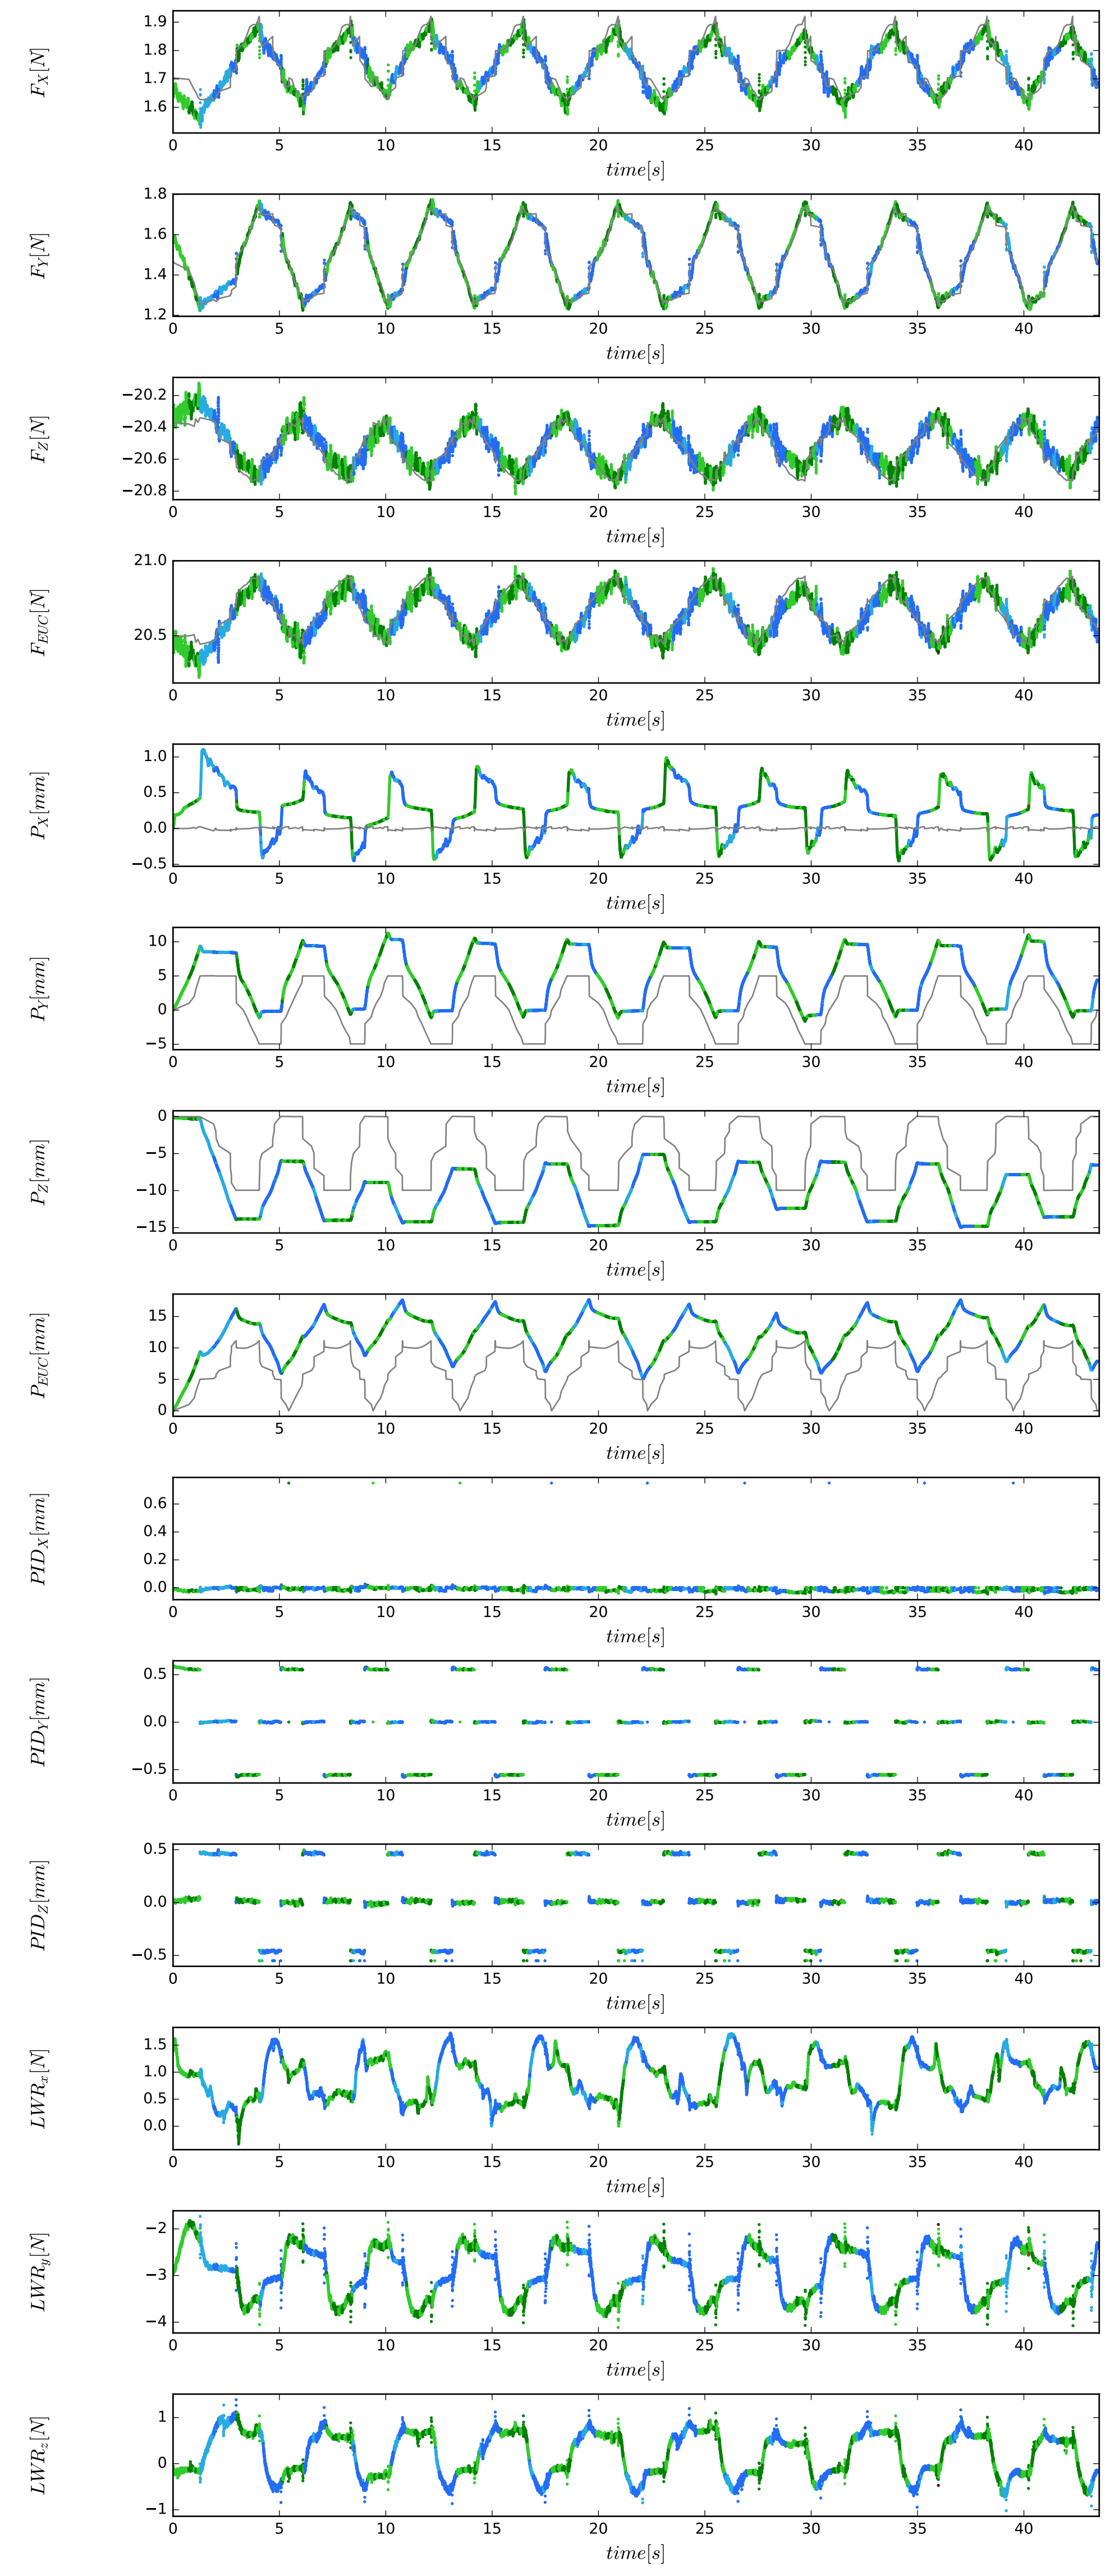 F_X[N]
1.9
1.8
1.7
1.6
0 5 10 15 20 25 30 35 40
time[s]
F_Y[N]
1.8
1.6
1.4
1.2
0 5 10 15 20 25 30 35 40
time[s]
F_Z[N]
−20.2
−20.4
−20.6
−20.8
0 5 10 15 20 25 30 35 40
time[s]
F_EUC[N]
21.0
20.5
0 5 10 15 20 25 30 35 40
time[s]
P_X[mm]
1.0
0.5
0.0
−0.5
0 5 10 15 20 25 30 35 40
time[s]
P_Y[mm]
10
5
0
−5
0 5 10 15 20 25 30 35 40
time[s]
P_Z[mm]
0
−5
−10
−15
0 5 10 15 20 25 30 35 40
time[s]
P_EUC[mm]
15
10
5
0
0 5 10 15 20 25 30 35 40
time[s]
PID_X[mm]
0.6
0.4
0.2
0.0
0 5 10 15 20 25 30 35 40
time[s]
PID_Y[mm]
0.5
0.0
−0.5
0 5 10 15 20 25 30 35 40
time[s]
PID_Z[mm]
0.5
0.0
−0.5
0 5 10 15 20 25 30 35 40
time[s]
LWR_x[N]
1.5
1.0
0.5
0.0
0 5 10 15 20 25 30 35 40
time[s]
LWR_y[N]
−2
−3
−4
0 5 10 15 20 25 30 35 40
time[s]
LWR_z[N]
1
0
−1
0 5 10 15 20 25 30 35 40
time[s]